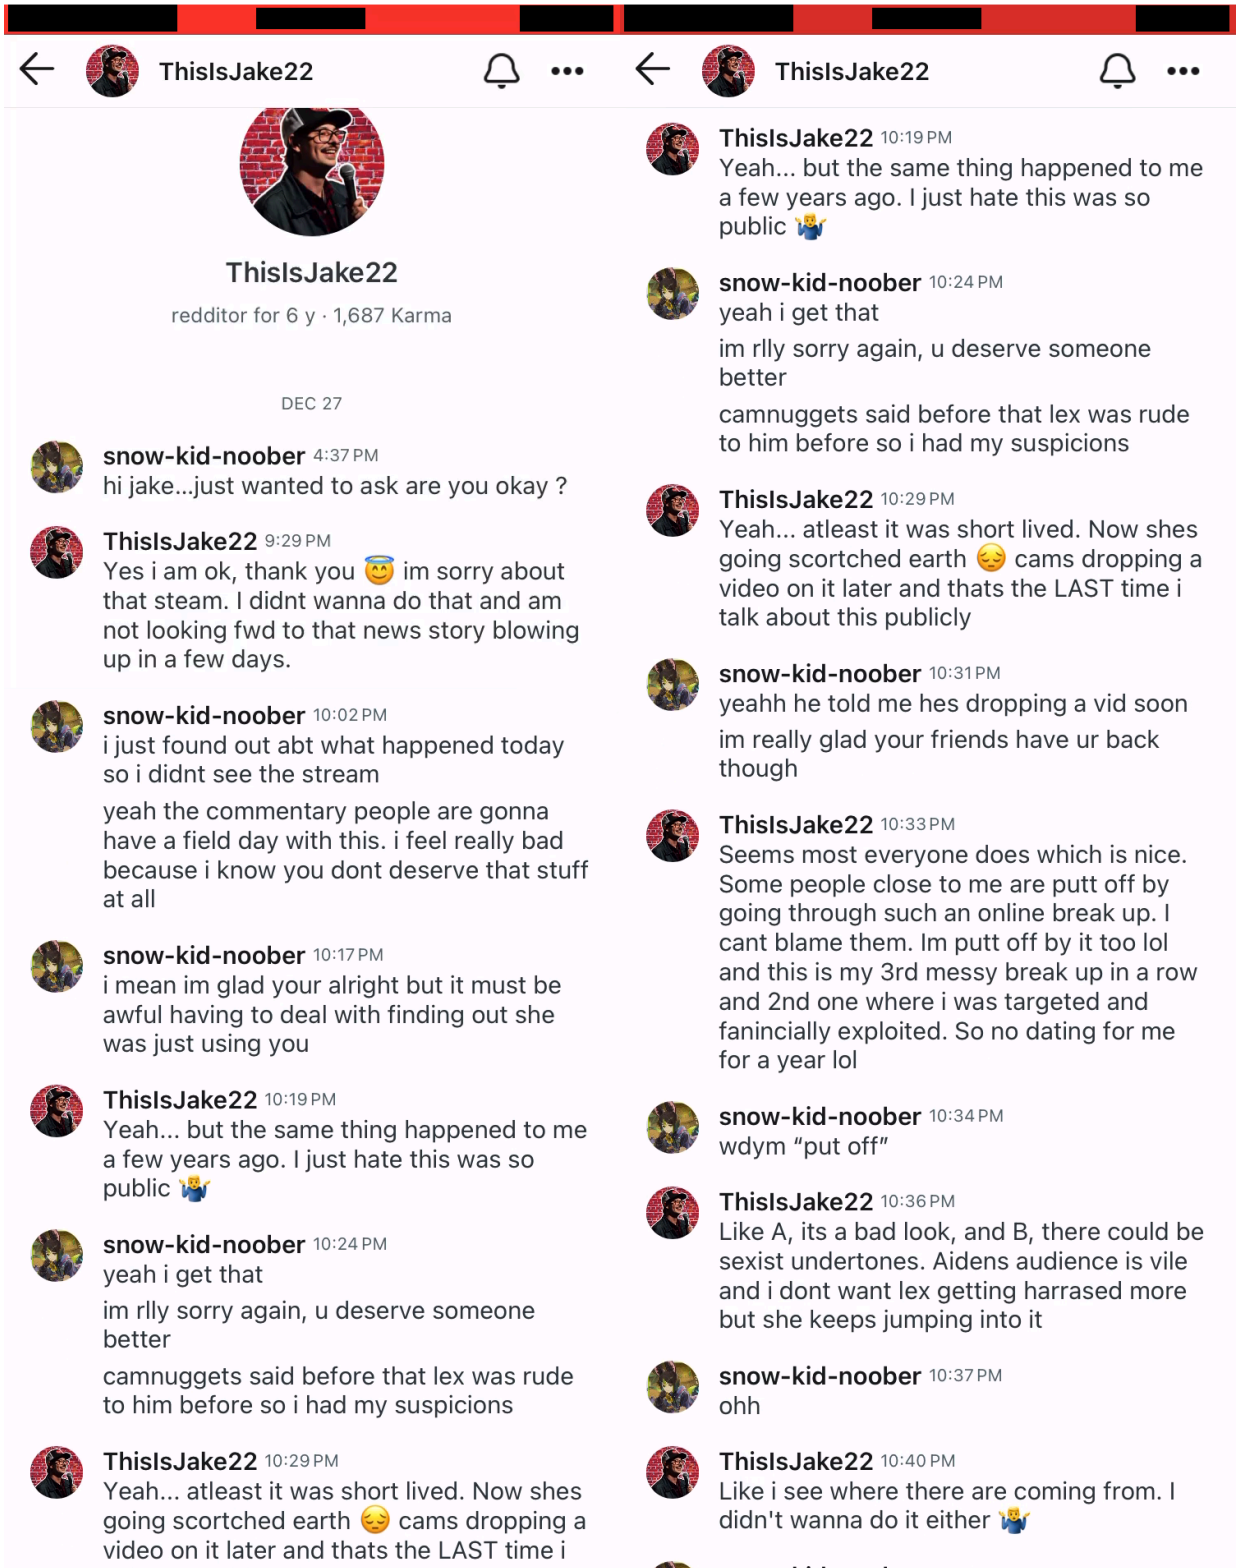 ThisIsJake22
ThisIsJake22
redditor for 6 y · 1,687 Karma
DEC 27
snow-kid-noober 4:37 PM
hi jake...just wanted to ask are you okay ?
ThisIsJake22 9:29 PM
Yes i am ok, thank you 😇 im sorry about
that steam. I didnt wanna do that and am
not looking fwd to that news story blowing
up in a few days.
snow-kid-noober 10:02 PM
i just found out abt what happened today
so i didnt see the stream
yeah the commentary people are gonna
have a field day with this. i feel really bad
because i know you dont deserve that stuff
at all
snow-kid-noober 10:17 PM
i mean im glad your alright but it must be
awful having to deal with finding out she
was just using you
ThisIsJake22 10:19 PM
Yeah... but the same thing happened to me
a few years ago. I just hate this was so
public 🤷‍♂️
snow-kid-noober 10:24 PM
yeah i get that
im rlly sorry again, u deserve someone
better
camnuggets said before that lex was rude
to him before so i had my suspicions
ThisIsJake22 10:29 PM
Yeah... atleast it was short lived. Now shes
going scortched earth 😔 cams dropping a
video on it later and thats the LAST time i
ThisIsJake22
ThisIsJake22 10:19 PM
Yeah... but the same thing happened to me
a few years ago. I just hate this was so
public 🤷‍♂️
snow-kid-noober 10:24 PM
yeah i get that
im rlly sorry again, u deserve someone
better
camnuggets said before that lex was rude
to him before so i had my suspicions
ThisIsJake22 10:29 PM
Yeah... atleast it was short lived. Now shes
going scortched earth 😔 cams dropping a
video on it later and thats the LAST time i
talk about this publicly
snow-kid-noober 10:31 PM
yeahh he told me hes dropping a vid soon
im really glad your friends have ur back
though
ThisIsJake22 10:33 PM
Seems most everyone does which is nice.
Some people close to me are putt off by
going through such an online break up. I
cant blame them. Im putt off by it too lol
and this is my 3rd messy break up in a row
and 2nd one where i was targeted and
fanincially exploited. So no dating for me
for a year lol
snow-kid-noober 10:34 PM
wdym “put off”
ThisIsJake22 10:36 PM
Like A, its a bad look, and B, there could be
sexist undertones. Aidens audience is vile
and i dont want lex getting harrased more
but she keeps jumping into it
snow-kid-noober 10:37 PM
ohh
ThisIsJake22 10:40 PM
Like i see where there are coming from. I
didn't wanna do it either 🤷‍♂️